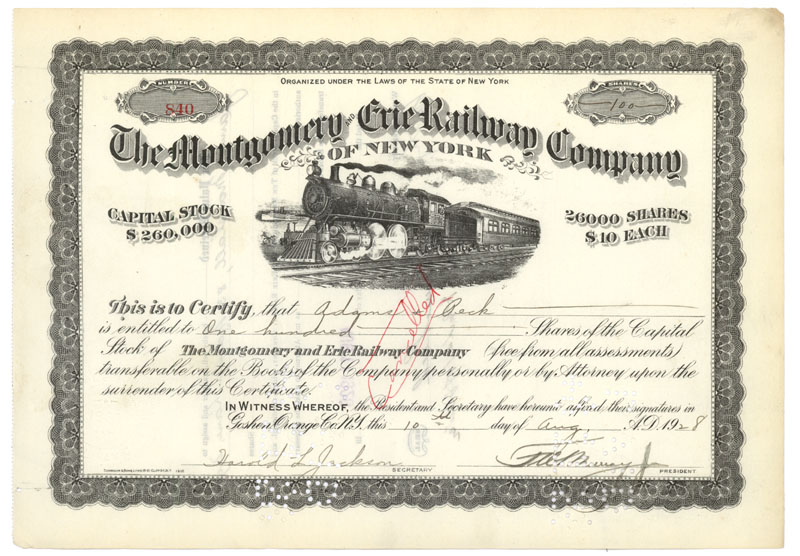 ORGANIZED UNDER THE LAWS OF THE STATE OF NEW YORK
NUMBER
840
SHARES
100
The Montgomery AND Erie Railway Company
OF NEW YORK
CAPITAL STOCK
$260,000
26000 SHARES
$10 EACH
This is to Certify, that Adams & Peck
is entitled to One hundred Shares of the Capital
Stock of The Montgomery and Erie Railway Company (free from all assessments)
transferable on the Books of the Company personally or by Attorney upon the
surrender of this Certificate.
Cancelled
IN WITNESS WHEREOF, the President and Secretary have hereunto affixed their signatures in
Goshen Orange Co. N.Y. this 10th day of Aug. A.D. 1928
Harold L. Jackson
SECRETARY
PRESIDENT